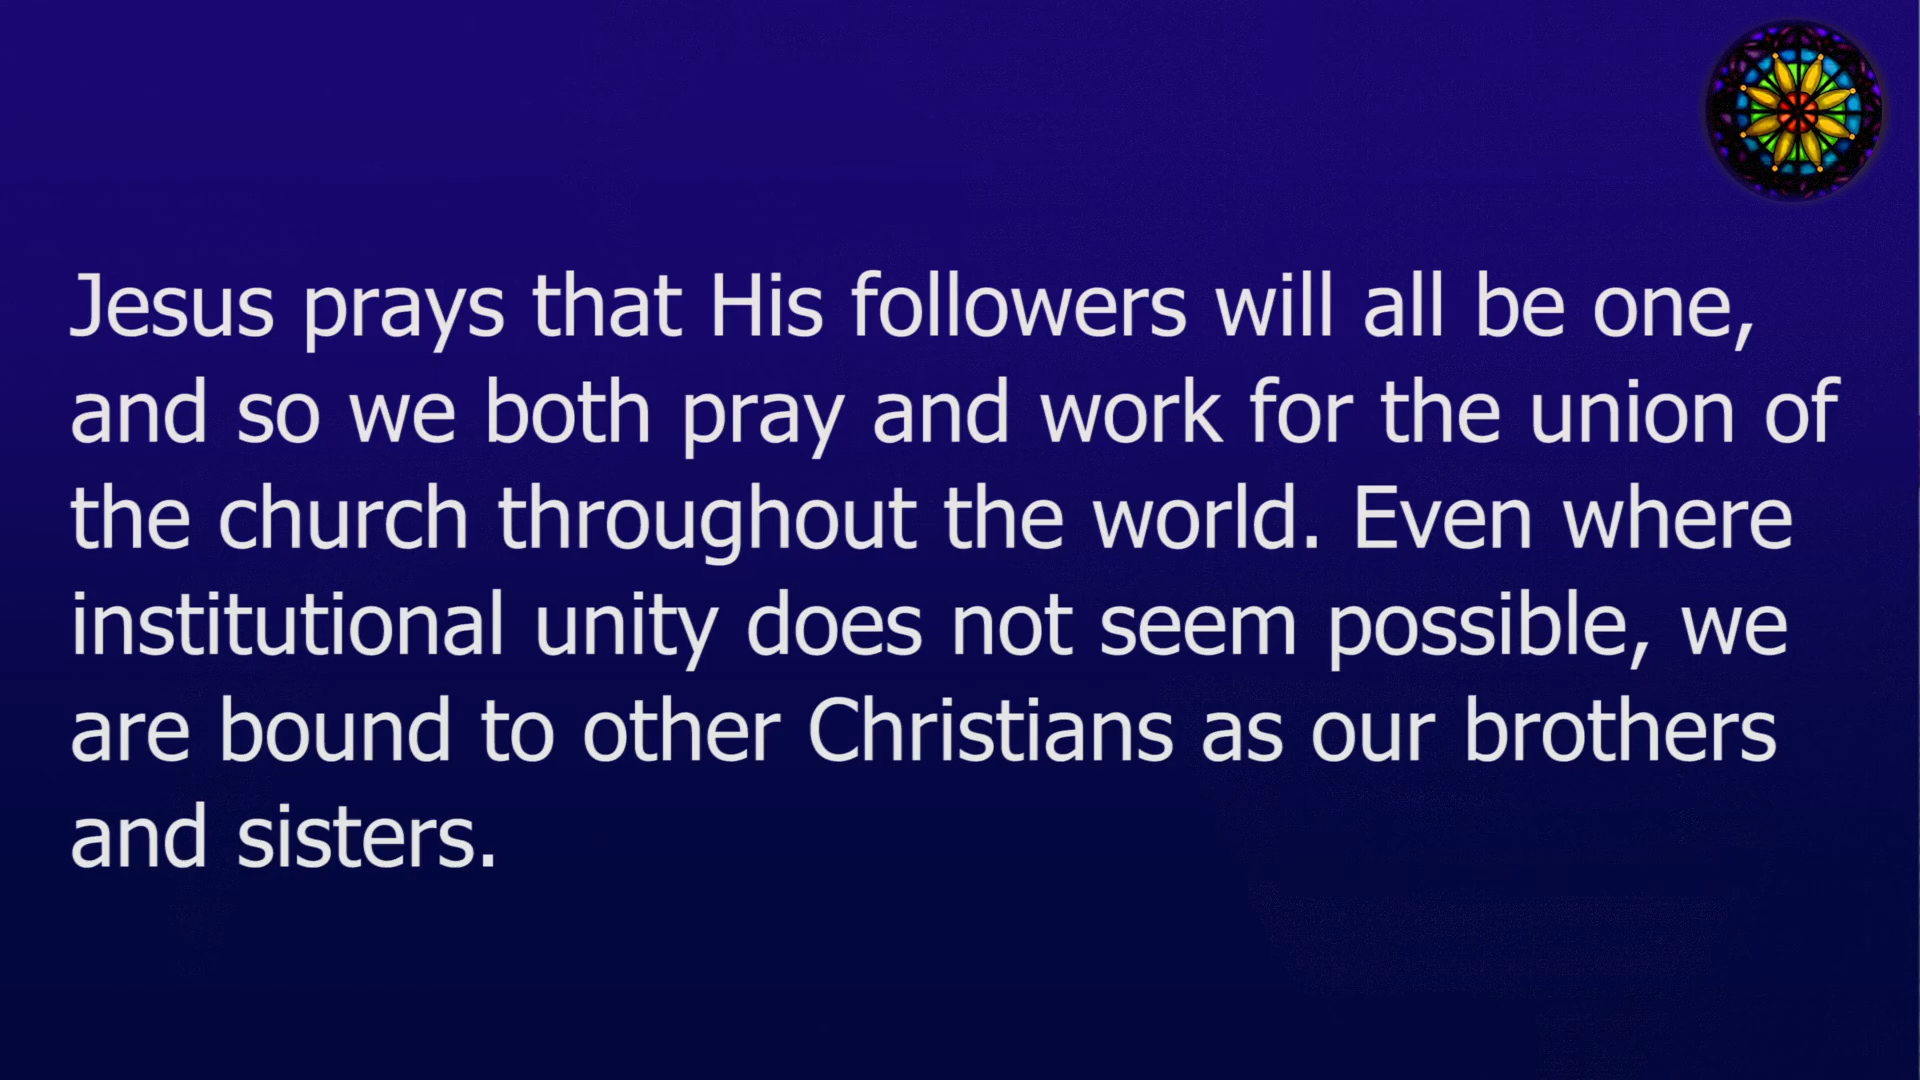 Jesus prays that His followers will all be one,
and so we both pray and work for the union of
the church throughout the world. Even where
institutional unity does not seem possible, we
are bound to other Christians as our brothers
and sisters.